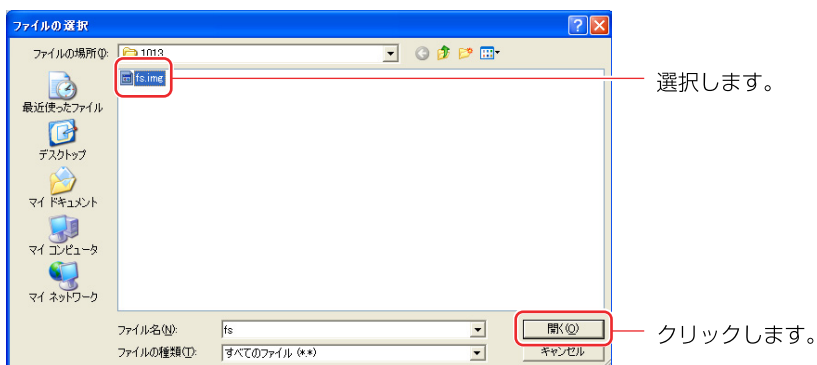 ファイルの選択
ファイルの場所(I):
1013
fs.img
選択します。
最近使ったファイル
デスクトップ
マイ ドキュメント
マイ コンピュータ
マイ ネットワーク
ファイル名(N):
fs
開く(O)
クリックします。
ファイルの種類(T):
すべてのファイル (*.*)
キャンセル